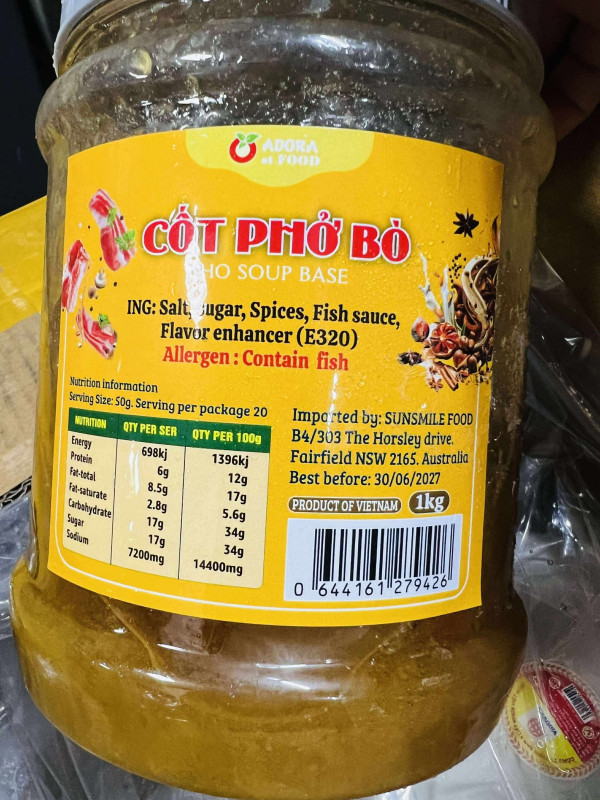 ADORA
et FOOD
CỐT PHỞ BÒ
HO SOUP BASE
ING: Salt, sugar, Spices, Fish sauce,
Flavor enhancer (E320)
Allergen : Contain fish
Nutrition information
Serving Size: 50g. Serving per package 20
NUTRITION QTY PER SER QTY PER 100g
Energy 698kj 1396kj
Protein 6g 12g
Fat-total 8.5g 17g
Fat-saturate 2.8g 5.6g
Carbohydrate 17g 34g
Sugar 17g 34g
Sodium 7200mg 14400mg
Imported by: SUNSMILE FOOD
B4/303 The Horsley drive.
Fairfield NSW 2165. Australia
Best before: 30/06/2027
PRODUCT OF VIETNAM 1kg
0 644161 279426